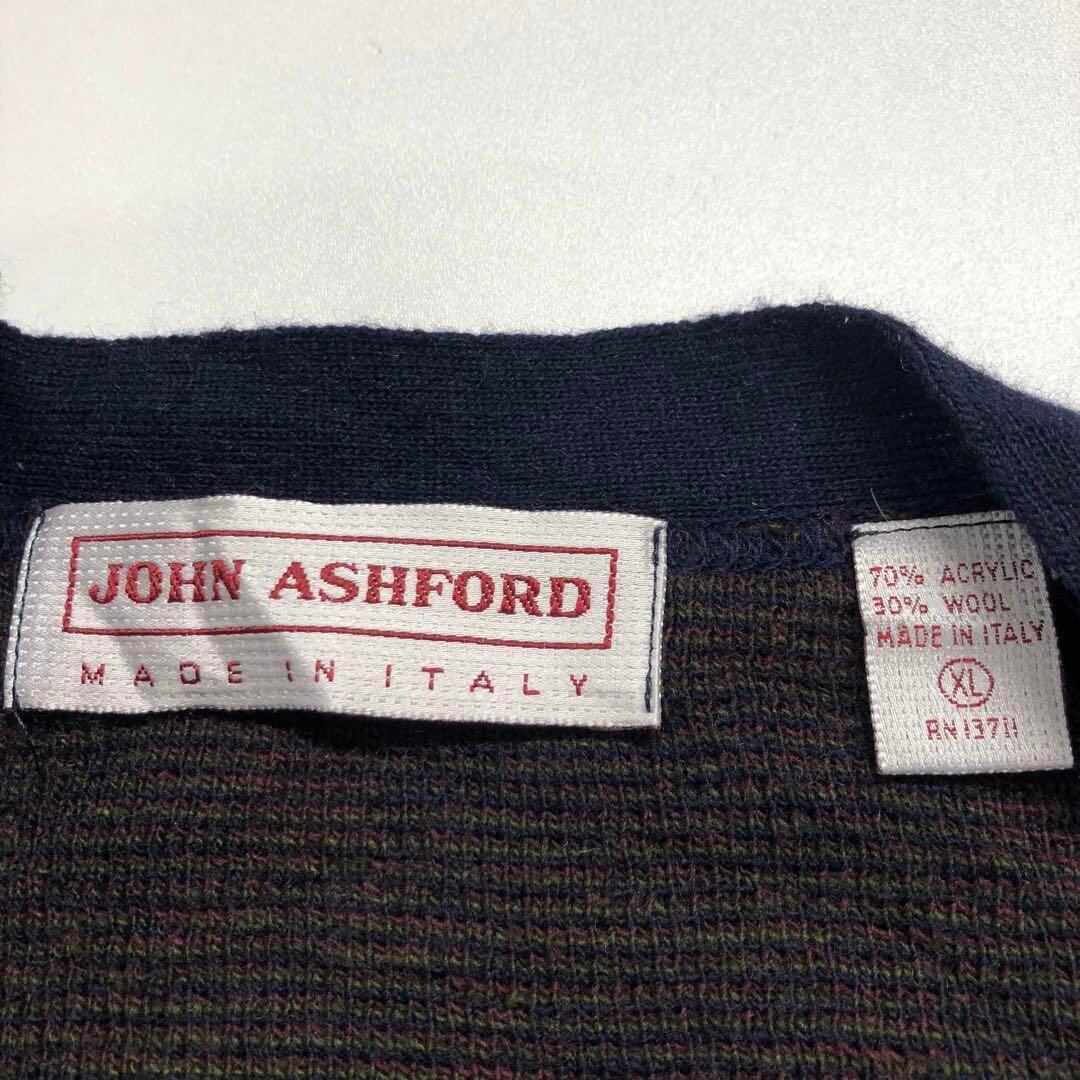 JOHN ASHFORD
MADE IN ITALY
70% ACRYLIC
30% WOOL
MADE IN ITALY
XL
RN 13711